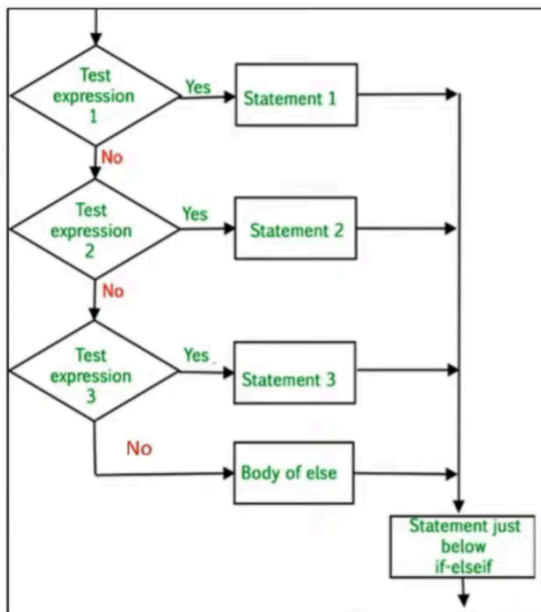 Test
expression
1
Yes
Statement 1
No
Test
expression
2
Yes
Statement 2
No
Test
expression
3
Yes
Statement 3
No
Body of else
Statement just
below
if-elseif